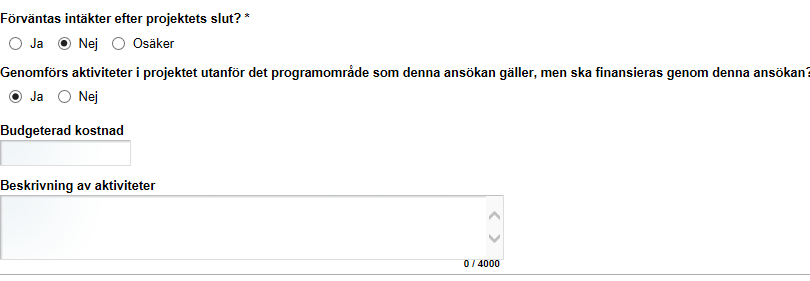 Förväntas intäkter efter projektets slut? *
Ja Nej Osäker
Genomförs aktiviteter i projektet utanför det programområde som denna ansökan gäller, men ska finansieras genom denna ansökan?
Ja Nej
Budgeterad kostnad
Beskrivning av aktiviteter
0 / 4000